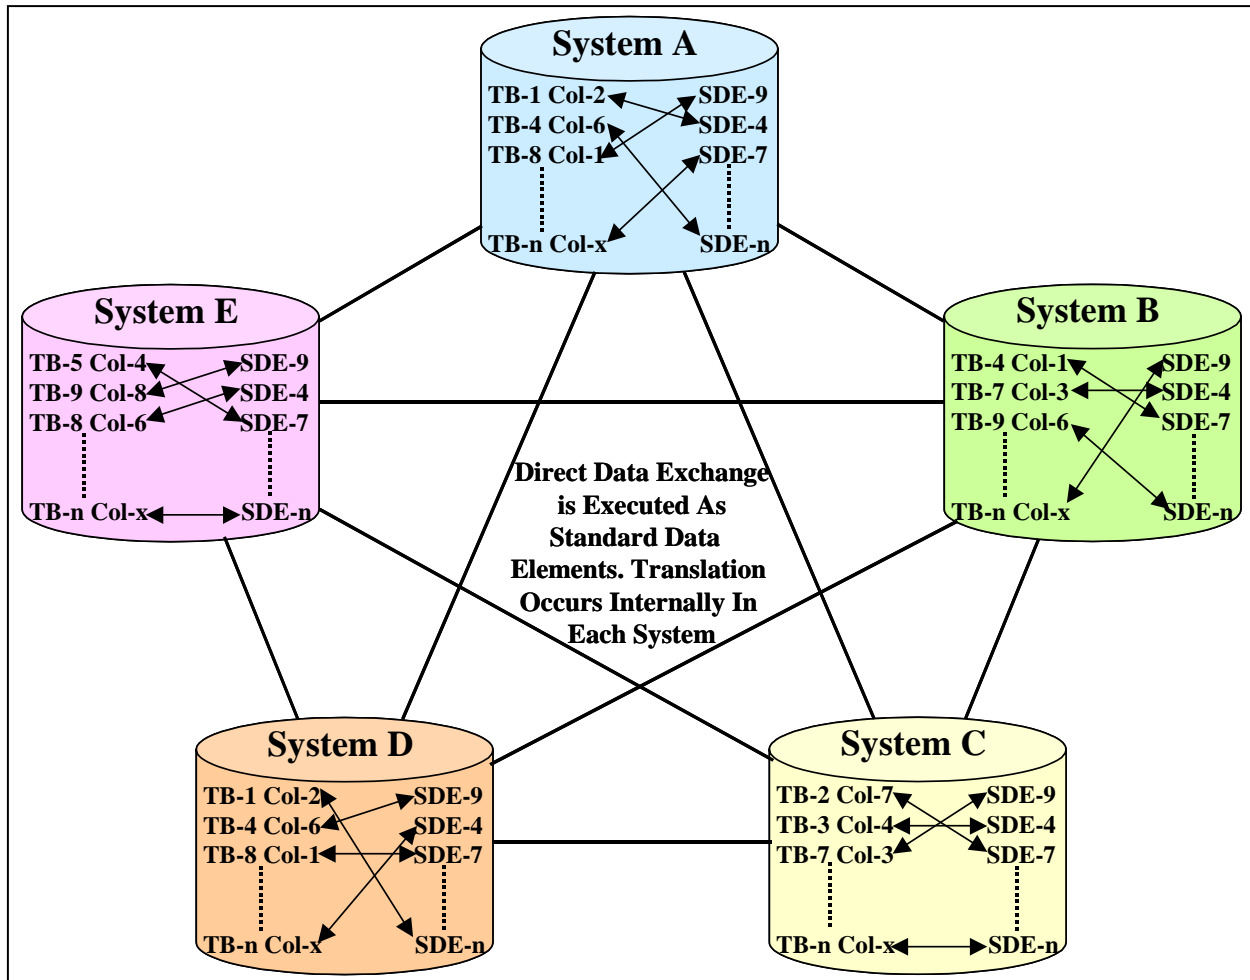 System A
TB-1 Col-2 SDE-9
TB-4 Col-6 SDE-4
TB-8 Col-1 SDE-7
TB-n Col-x SDE-n
System E
TB-5 Col-4 SDE-9
TB-9 Col-8 SDE-4
TB-8 Col-6 SDE-7
TB-n Col-x SDE-n
System B
TB-4 Col-1 SDE-9
TB-7 Col-3 SDE-4
TB-9 Col-6 SDE-7
TB-n Col-x SDE-n
Direct Data Exchange
is Executed As
Standard Data
Elements. Translation
Occurs Internally In
Each System
System D
TB-1 Col-2 SDE-9
TB-4 Col-6 SDE-4
TB-8 Col-1 SDE-7
TB-n Col-x SDE-n
System C
TB-2 Col-7 SDE-9
TB-3 Col-4 SDE-4
TB-7 Col-3 SDE-7
TB-n Col-x SDE-n